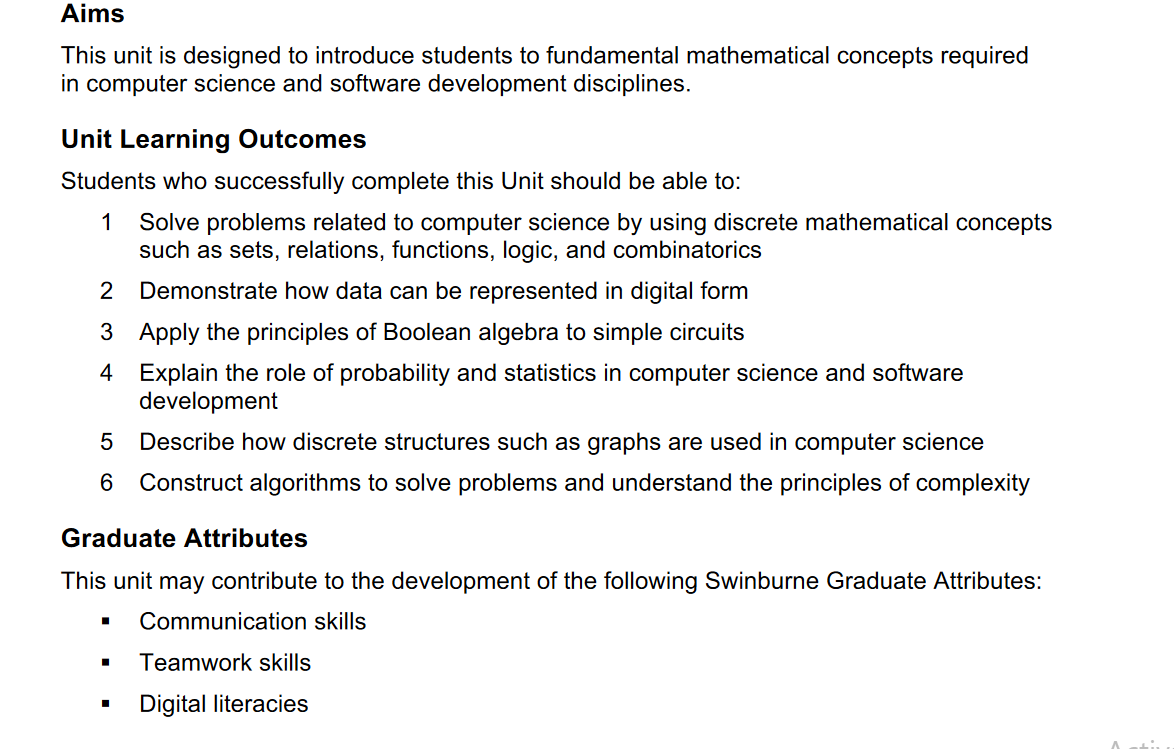 Aims
This unit is designed to introduce students to fundamental mathematical concepts required
in computer science and software development disciplines.
Unit Learning Outcomes
Students who successfully complete this Unit should be able to:
1 Solve problems related to computer science by using discrete mathematical concepts
such as sets, relations, functions, logic, and combinatorics
2 Demonstrate how data can be represented in digital form
3 Apply the principles of Boolean algebra to simple circuits
4 Explain the role of probability and statistics in computer science and software
development
5 Describe how discrete structures such as graphs are used in computer science
6 Construct algorithms to solve problems and understand the principles of complexity
Graduate Attributes
This unit may contribute to the development of the following Swinburne Graduate Attributes:
▪ Communication skills
▪ Teamwork skills
▪ Digital literacies